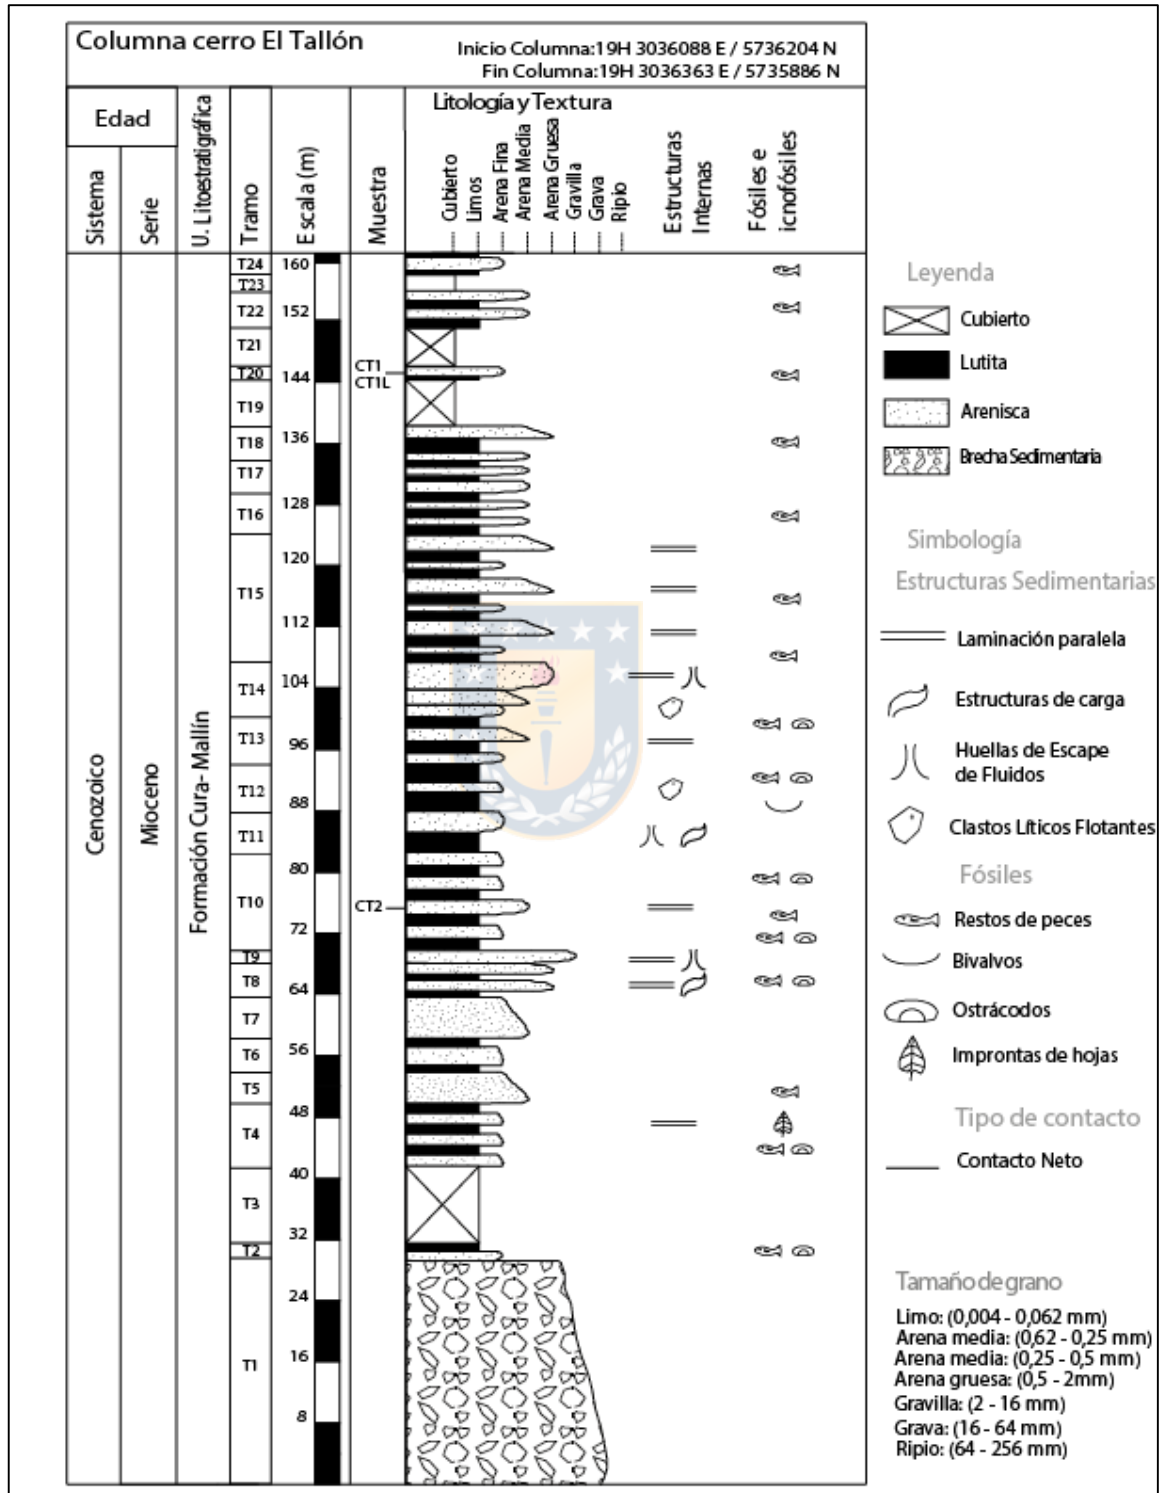 Columna cerro El Tallón
Inicio Columna:19H 3036088 E / 5736204 N
Fin Columna:19H 3036363 E / 5735886 N
Edad
Sistema
Serie
U. Litoestratigráfica
Tramo
Escala (m)
Muestra
Litología y Textura
Cubierto
Limos
Arena Fina
Arena Media
Arena Gruesa
Gravilla
Grava
Ripio
Estructuras
Internas
Fósiles e
icnofósiles
Cenozoico
Mioceno
Formación Cura- Mallín
T24
T23
T22
T21
T20
T19
T18
T17
T16
T15
T14
T13
T12
T11
T10
T9
T8
T7
T6
T5
T4
T3
T2
T1
160
152
144
136
128
120
112
104
96
88
80
72
64
56
48
40
32
24
16
8
CT1
CT1L
CT2
Leyenda
Cubierto
Lutita
Arenisca
Brecha Sedimentaria
Simbología
Estructuras Sedimentarias
Laminación paralela
Estructuras de carga
Huellas de Escape
de Fluidos
Clastos Líticos Flotantes
Fósiles
Restos de peces
Bivalvos
Ostrácodos
Improntas de hojas
Tipo de contacto
Contacto Neto
Tamaño de grano
Limo: (0,004 - 0,062 mm)
Arena media: (0,62 - 0,25 mm)
Arena media: (0,25 - 0,5 mm)
Arena gruesa: (0,5 - 2mm)
Gravilla: (2 - 16 mm)
Grava: (16 - 64 mm)
Ripio: (64 - 256 mm)